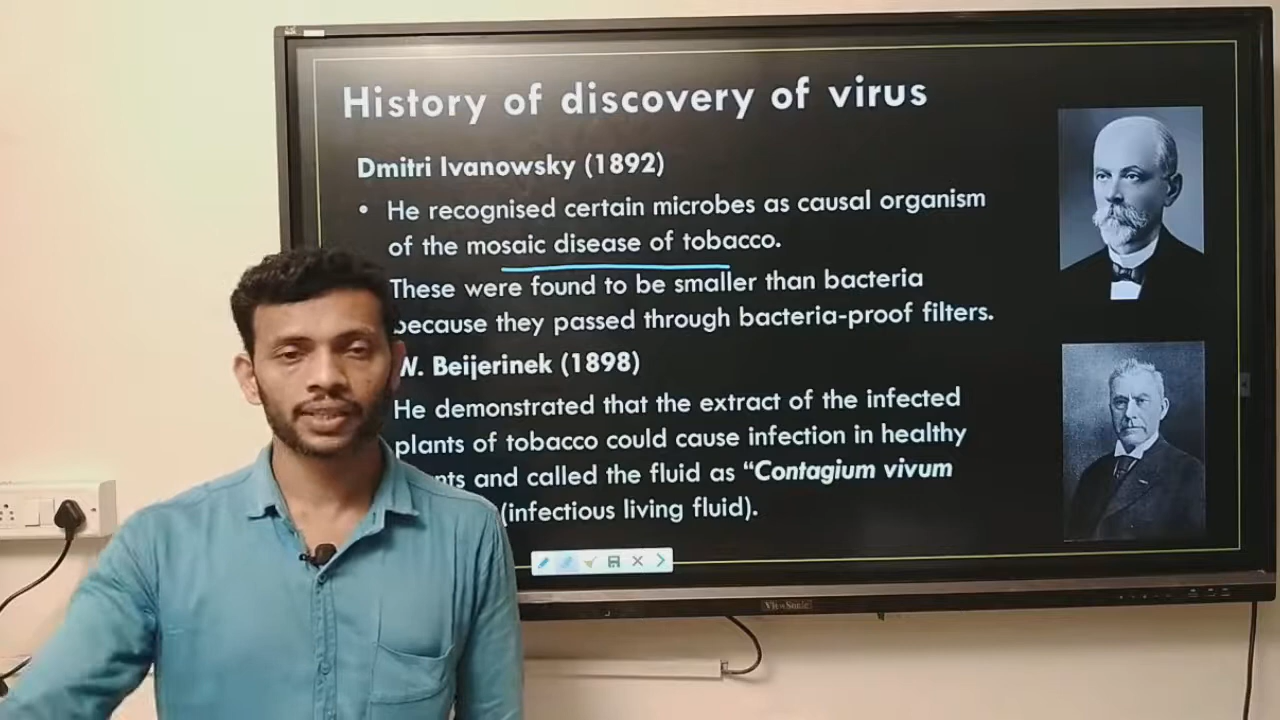 History of discovery of virus
Dmitri Ivanowsky (1892)
• He recognised certain microbes as causal organism
of the mosaic disease of tobacco.
These were found to be smaller than bacteria
because they passed through bacteria-proof filters.
W. Beijerinek (1898)
He demonstrated that the extract of the infected
plants of tobacco could cause infection in healthy
and called the fluid as “Contagium vivum
(infectious living fluid).
ViewSonic